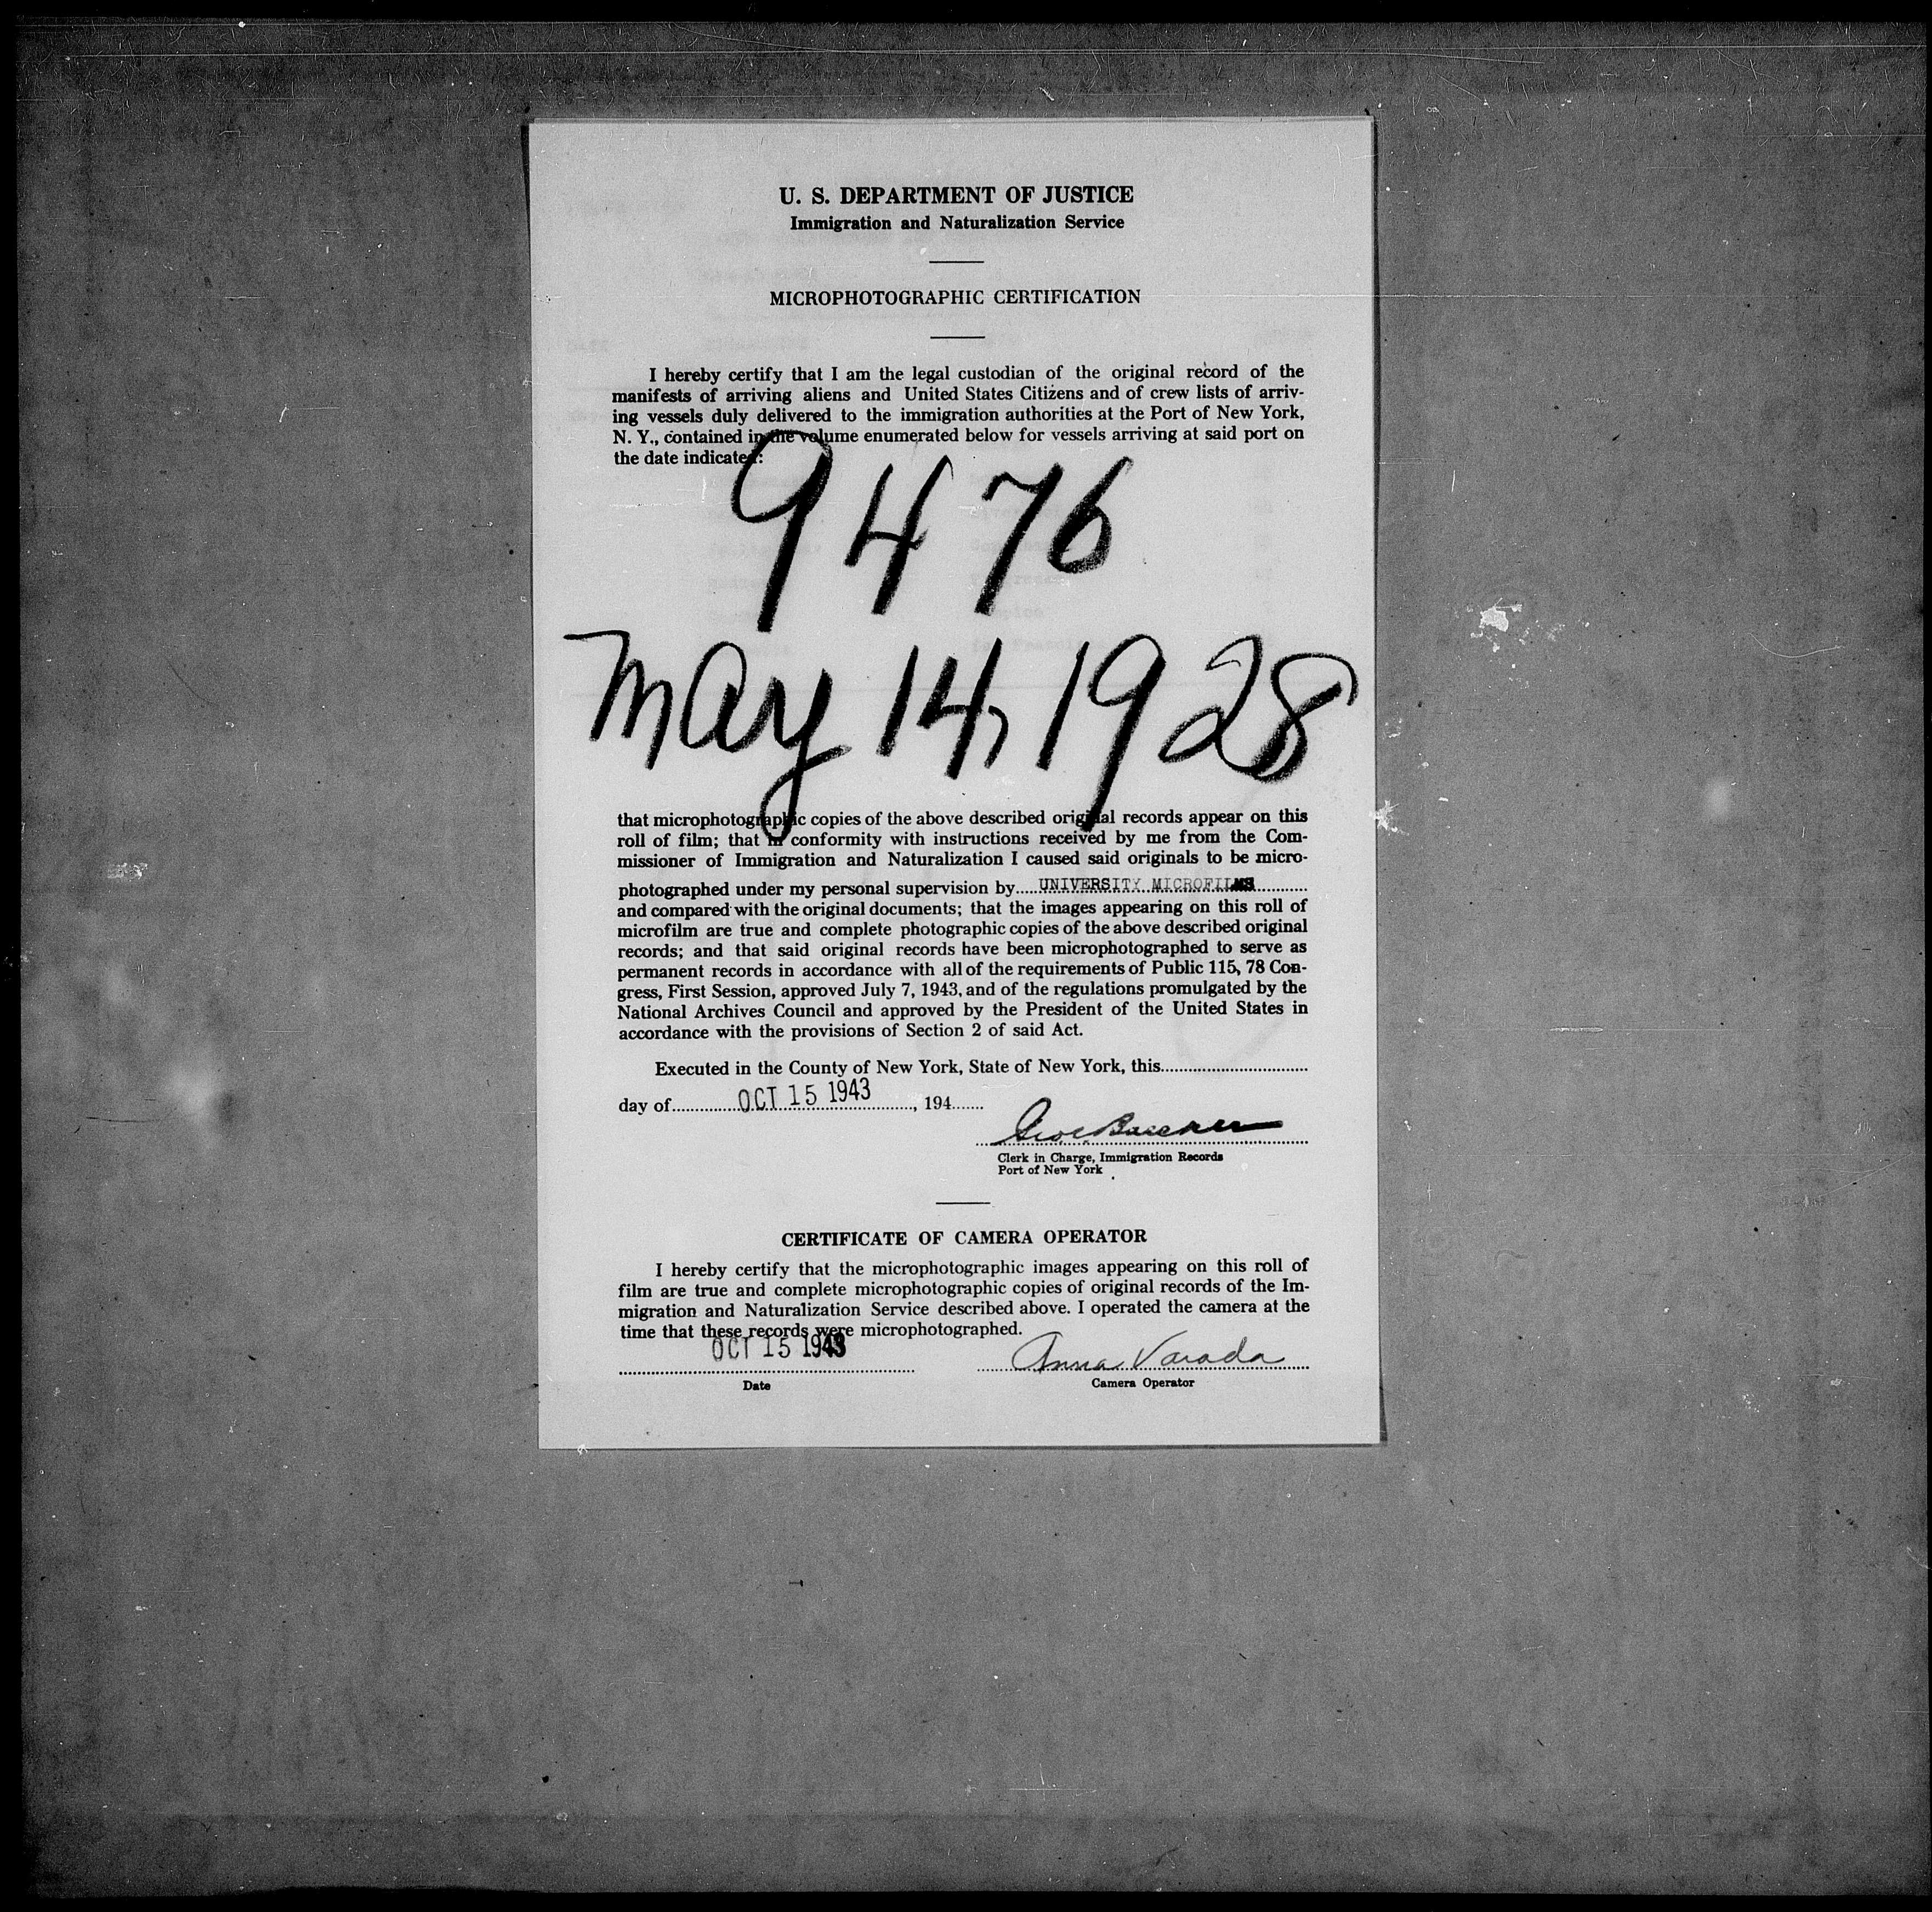 U. S. DEPARTMENT OF JUSTICE
Immigration and Naturalization Service
MICROPHOTOGRAPHIC CERTIFICATION
I hereby certify that I am the legal custodian of the original record of the
manifests of arriving aliens and United States Citizens and of crew lists of arriv-
ing vessels duly delivered to the immigration authorities at the Port of New York,
N. Y., contained in the volume enumerated below for vessels arriving at said port on
the date indicated:
9476
May 14, 1928
that microphotographic copies of the above described original records appear on this
roll of film; that in conformity with instructions received by me from the Com-
missioner of Immigration and Naturalization I caused said originals to be micro-
photographed under my personal supervision by UNIVERSITY MICROFILMS
and compared with the original documents; that the images appearing on this roll of
microfilm are true and complete photographic copies of the above described original
records; and that said original records have been microphotographed to serve as
permanent records in accordance with all of the requirements of Public 115, 78 Con-
gress, First Session, approved July 7, 1943, and of the regulations promulgated by the
National Archives Council and approved by the President of the United States in
accordance with the provisions of Section 2 of said Act.
Executed in the County of New York, State of New York, this
day of OCT 15 1943, 194
Clerk in Charge, Immigration Records
Port of New York
CERTIFICATE OF CAMERA OPERATOR
I hereby certify that the microphotographic images appearing on this roll of
film are true and complete microphotographic copies of original records of the Im-
migration and Naturalization Service described above. I operated the camera at the
time that these records were microphotographed.
OCT 15 1943 Anna Varada
Date Camera Operator